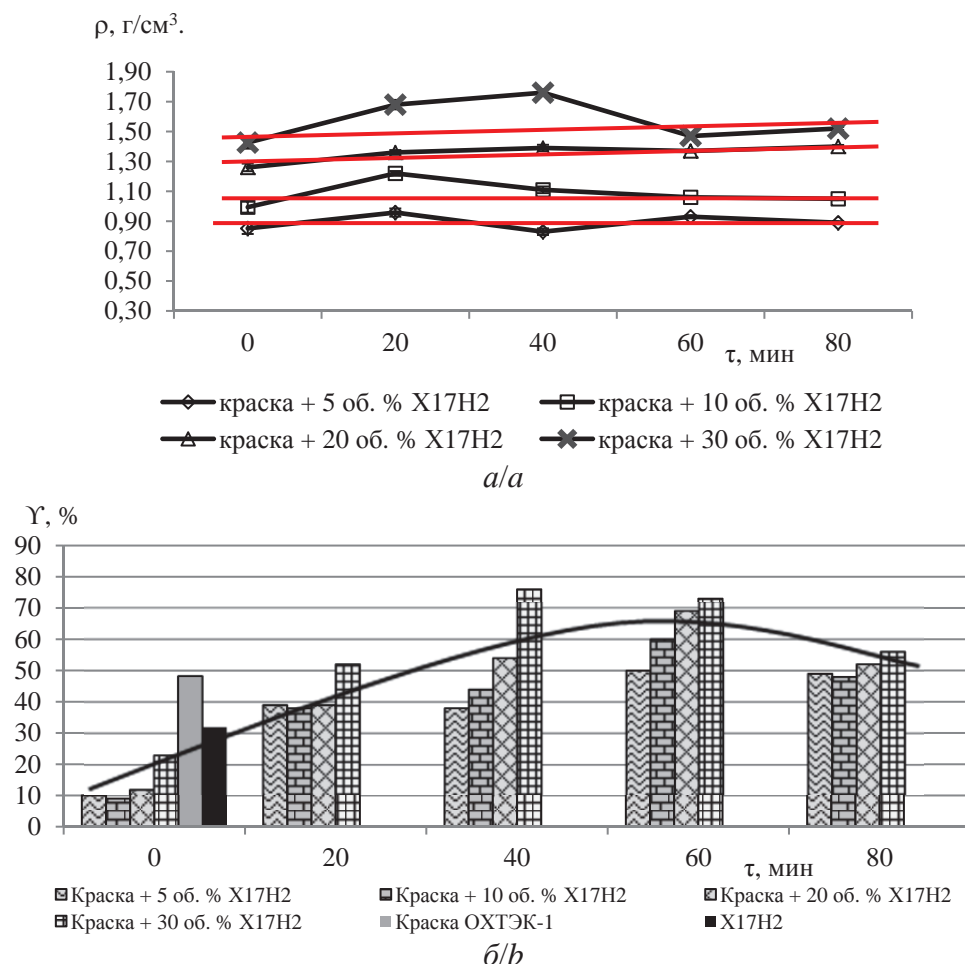 ρ, г/см³.
1,90
1,70
1,50
1,30
1,10
0,90
0,70
0,50
0,30
0 20 40 60 80
τ, мин
краска + 5 об. % Х17Н2 краска + 10 об. % Х17Н2
краска + 20 об. % Х17Н2 краска + 30 об. % Х17Н2
а/a
ϒ, %
90
80
70
60
50
40
30
20
10
0
0 20 40 60 80
τ, мин
Краска + 5 об. % Х17Н2 Краска + 10 об. % Х17Н2 Краска + 20 об. % Х17Н2
Краска + 30 об. % Х17Н2 Краска ОХТЭК-1 Х17Н2
б/b